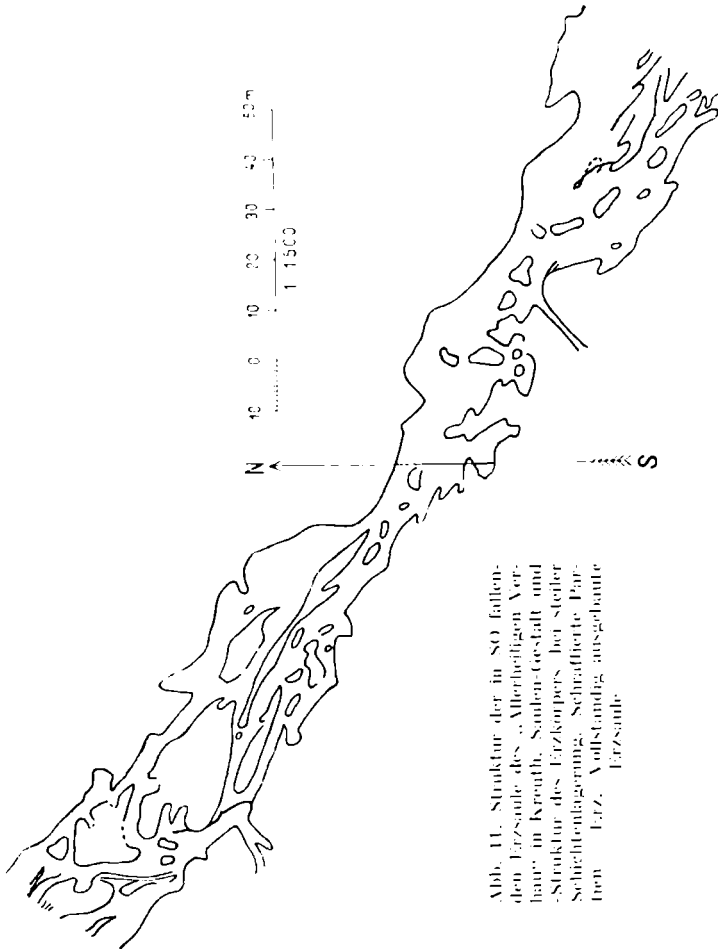 10 0 10 20 30 40 50m
1:1500
N
S
Abb. 11. Struktur der in SO fallen-
den Erzsäule des „Allerheiligen Ver-
haue" in Kreuth. Säulen-Gestalt und
-Struktur des Erzkörpers bei steiler
Schichtenlagerung. Schraffierte Par-
tien Erz. Vollständig ausgebaute
Erzsäule